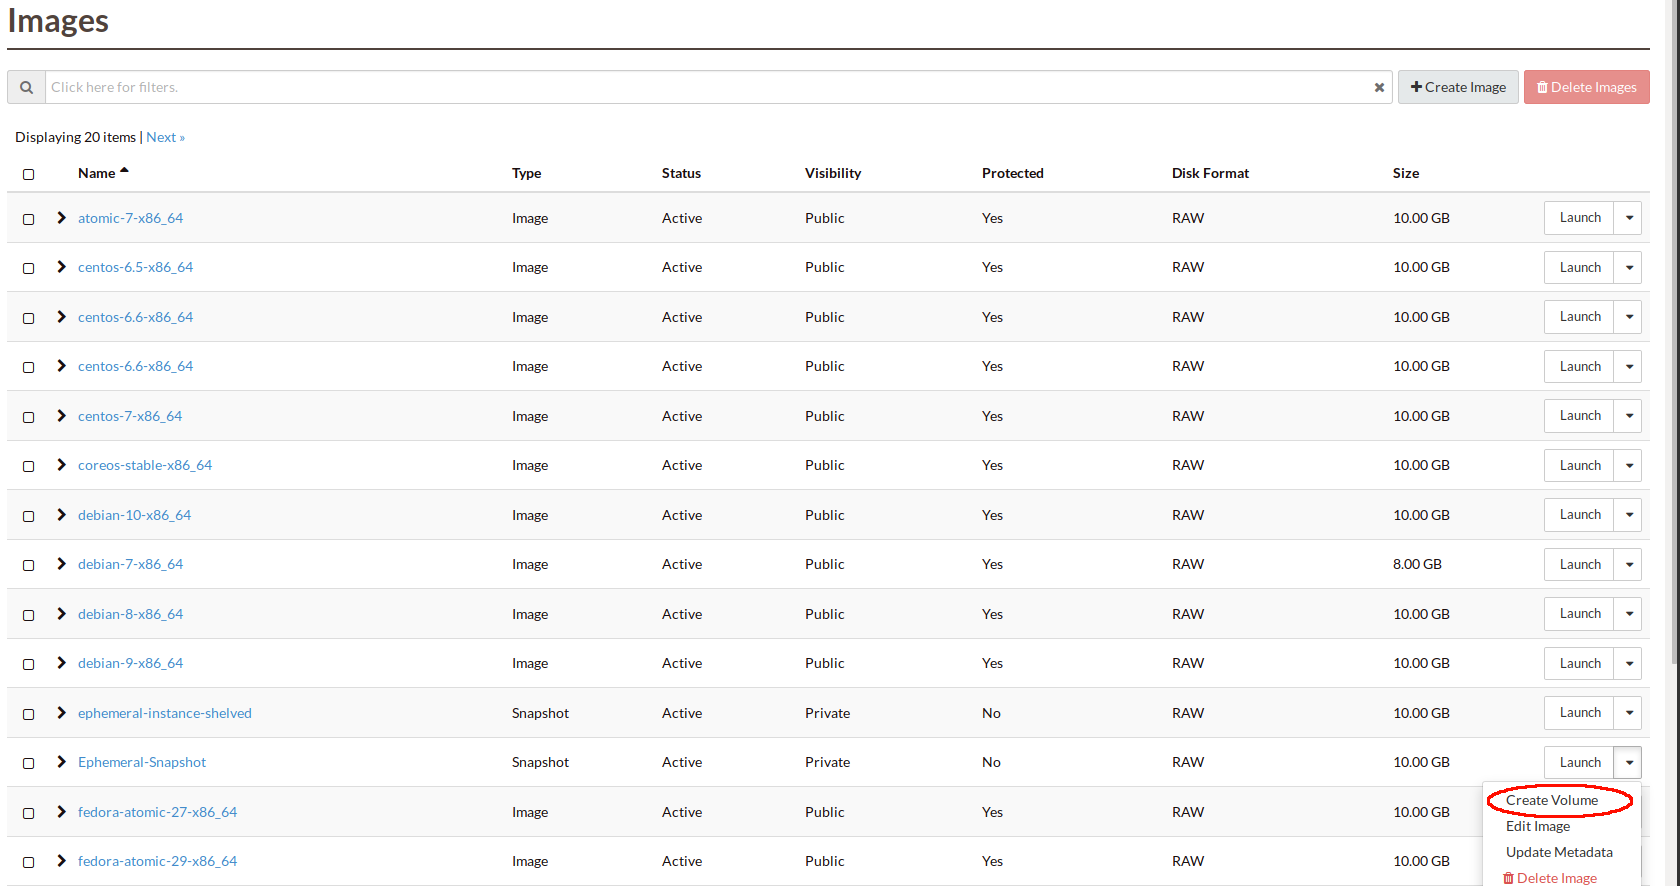 Images
Click here for filters.
Create Image
Delete Images
Displaying 20 items | Next »
Name Type Status Visibility Protected Disk Format Size
atomic-7-x86_64 Image Active Public Yes RAW 10.00 GB Launch
centos-6.5-x86_64 Image Active Public Yes RAW 10.00 GB Launch
centos-6.6-x86_64 Image Active Public Yes RAW 10.00 GB Launch
centos-6.6-x86_64 Image Active Public Yes RAW 10.00 GB Launch
centos-7-x86_64 Image Active Public Yes RAW 10.00 GB Launch
coreos-stable-x86_64 Image Active Public Yes RAW 10.00 GB Launch
debian-10-x86_64 Image Active Public Yes RAW 10.00 GB Launch
debian-7-x86_64 Image Active Public Yes RAW 8.00 GB Launch
debian-8-x86_64 Image Active Public Yes RAW 10.00 GB Launch
debian-9-x86_64 Image Active Public Yes RAW 10.00 GB Launch
ephemeral-instance-shelved Snapshot Active Private No RAW 10.00 GB Launch
Ephemeral-Snapshot Snapshot Active Private No RAW 10.00 GB Launch
fedora-atomic-27-x86_64 Image Active Public Yes RAW 10.00 GB
fedora-atomic-29-x86_64 Image Active Public Yes RAW 10.00 GB
Create Volume
Edit Image
Update Metadata
Delete Image